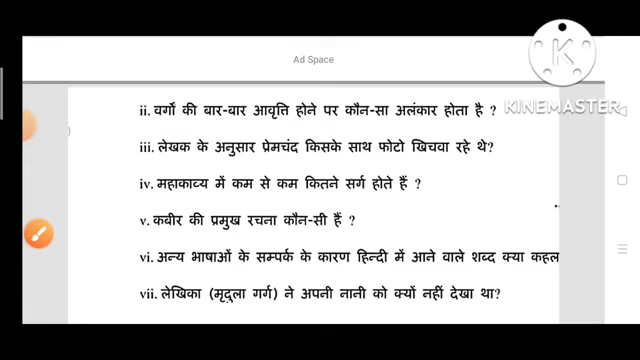 Ad Space
K
KINEMASTER
ii. वर्गो की बार-बार आवृत्ति होने पर कौन-सा अलंकार होता है ?
iii. लेखक के अनुसार प्रेमचंद किसके साथ फोटो खिचवा रहे थे?
iv. महाकाव्य में कम से कम कितने सर्ग होते हैं ?
v. कबीर की प्रमुख रचना कौन-सी हैं ?
vi. अन्य भाषाओं के सम्पर्क के कारण हिन्दी में आने वाले शब्द क्या कहल
vii. लेखिका (मृदुला गर्ग) ने अपनी नानी को क्यों नहीं देखा था?